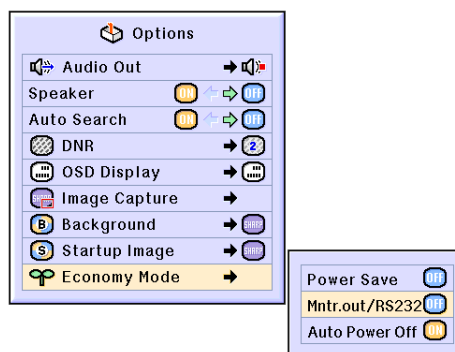 Options
Audio Out
Speaker ON OFF
Auto Search ON OFF
DNR 2
OSD Display
Image Capture SHARP
B Background SHARP
S Startup Image SHARP
Economy Mode
Power Save OFF
Mntr.out/RS232 OFF
Auto Power Off ON